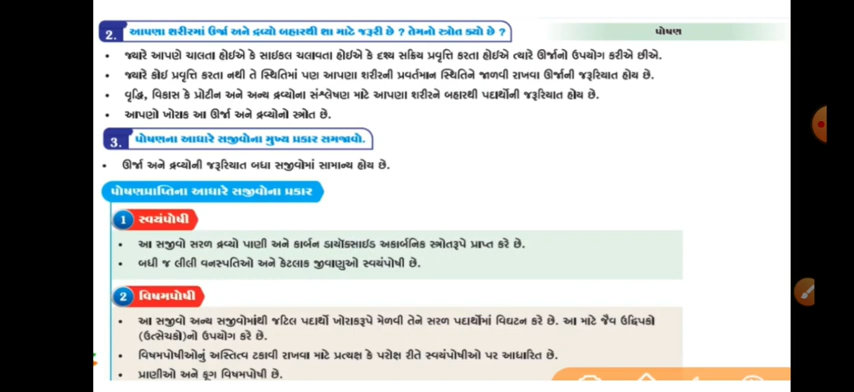 2. આપણા શરીરમાં ઉર્જા અને દ્રવ્યો બહારથી શા માટે જરૂરી છે ? તેમનો સ્ત્રોત ક્યો છે ?
પોષણ
• જ્યારે આપણે ચાલતા હોઈએ કે સાઈકલ ચલાવતા હોઈએ કે દશ્ય સક્રિય પ્રવૃત્તિ કરતા હોઈએ ત્યારે ઊર્જાનો ઉપયોગ કરીએ છીએ.
• જ્યારે કોઈ પ્રવૃત્તિ કરતા નથી તે સ્થિતિમાં પણ આપણા શરીરની પ્રવર્તમાન સ્થિતિને જાળવી રાખવા ઊર્જાની જરૂરિયાત હોય છે.
• વૃદ્ધિ, વિકાસ કે પ્રોટીન અને અન્ય દ્રવ્યોના સંશ્લેષણ માટે આપણા શરીરને બહારથી પદાર્થોની જરૂરિયાત હોય છે.
• આપણો ખોરાક આ ઊર્જા અને દ્રવ્યોનો સ્ત્રોત છે.
3. પોષણના આધારે સજીવોના મુખ્ય પ્રકાર સમજાવો.
• ઊર્જા અને દ્રવ્યોની જરૂરિયાત બધા સજીવોમાં સામાન્ય હોય છે.
પોષણપ્રાપ્તિના આધારે સજીવોના પ્રકાર
1 સ્વયંપોષી
• આ સજીવો સરળ દ્રવ્યો પાણી અને કાર્બન ડાયૉક્સાઈડ અકાર્બનિક સ્ત્રોતરૂપે પ્રાપ્ત કરે છે.
• બધી જ લીલી વનસ્પતિઓ અને કેટલાક જીવાણુઓ સ્વયંપોષી છે.
2 વિષમપોષી
• આ સજીવો અન્ય સજીવોમાંથી જટિલ પદાર્થો ખોરાકરૂપે મેળવી તેને સરળ પદાર્થોમાં વિઘટન કરે છે. આ માટે જૈવ ઉદ્દિપકો
(ઉત્સેચકો)નો ઉપયોગ કરે છે.
• વિષમપોષીઓનું અસ્તિત્વ ટકાવી રાખવા માટે પ્રત્યક્ષ કે પરોક્ષ રીતે સ્વયંપોષીઓ પર આધારિત છે.
• પ્રાણીઓ અને ફૂગ વિષમપોષી છે.